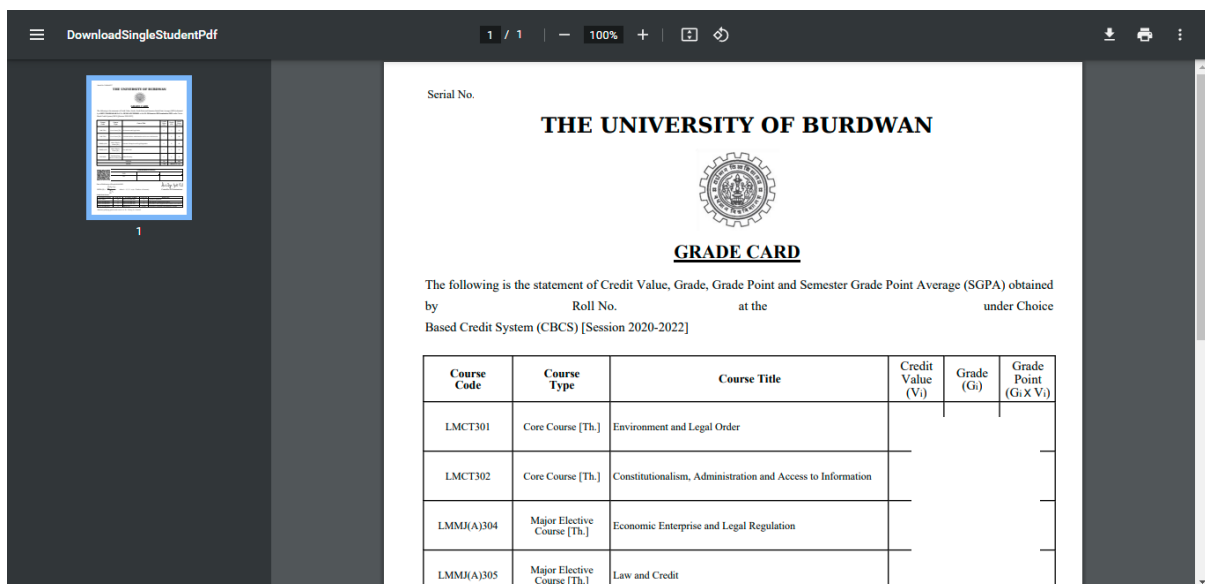 DownloadSingleStudentPdf
1 / 1
100%
1
Serial No.
THE UNIVERSITY OF BURDWAN
GRADE CARD
The following is the statement of Credit Value, Grade, Grade Point and Semester Grade Point Average (SGPA) obtained
by Roll No. at the under Choice
Based Credit System (CBCS) [Session 2020-2022]
Course Code Course Type Course Title Credit Value (Vi) Grade (Gi) Grade Point (Gi X Vi)
LMCT301 Core Course [Th.] Environment and Legal Order
LMCT302 Core Course [Th.] Constitutionalism, Administration and Access to Information
LMMJ(A)304 Major Elective Course [Th.] Economic Enterprise and Legal Regulation
LMMJ(A)305 Major Elective Course [Th.] Law and Credit